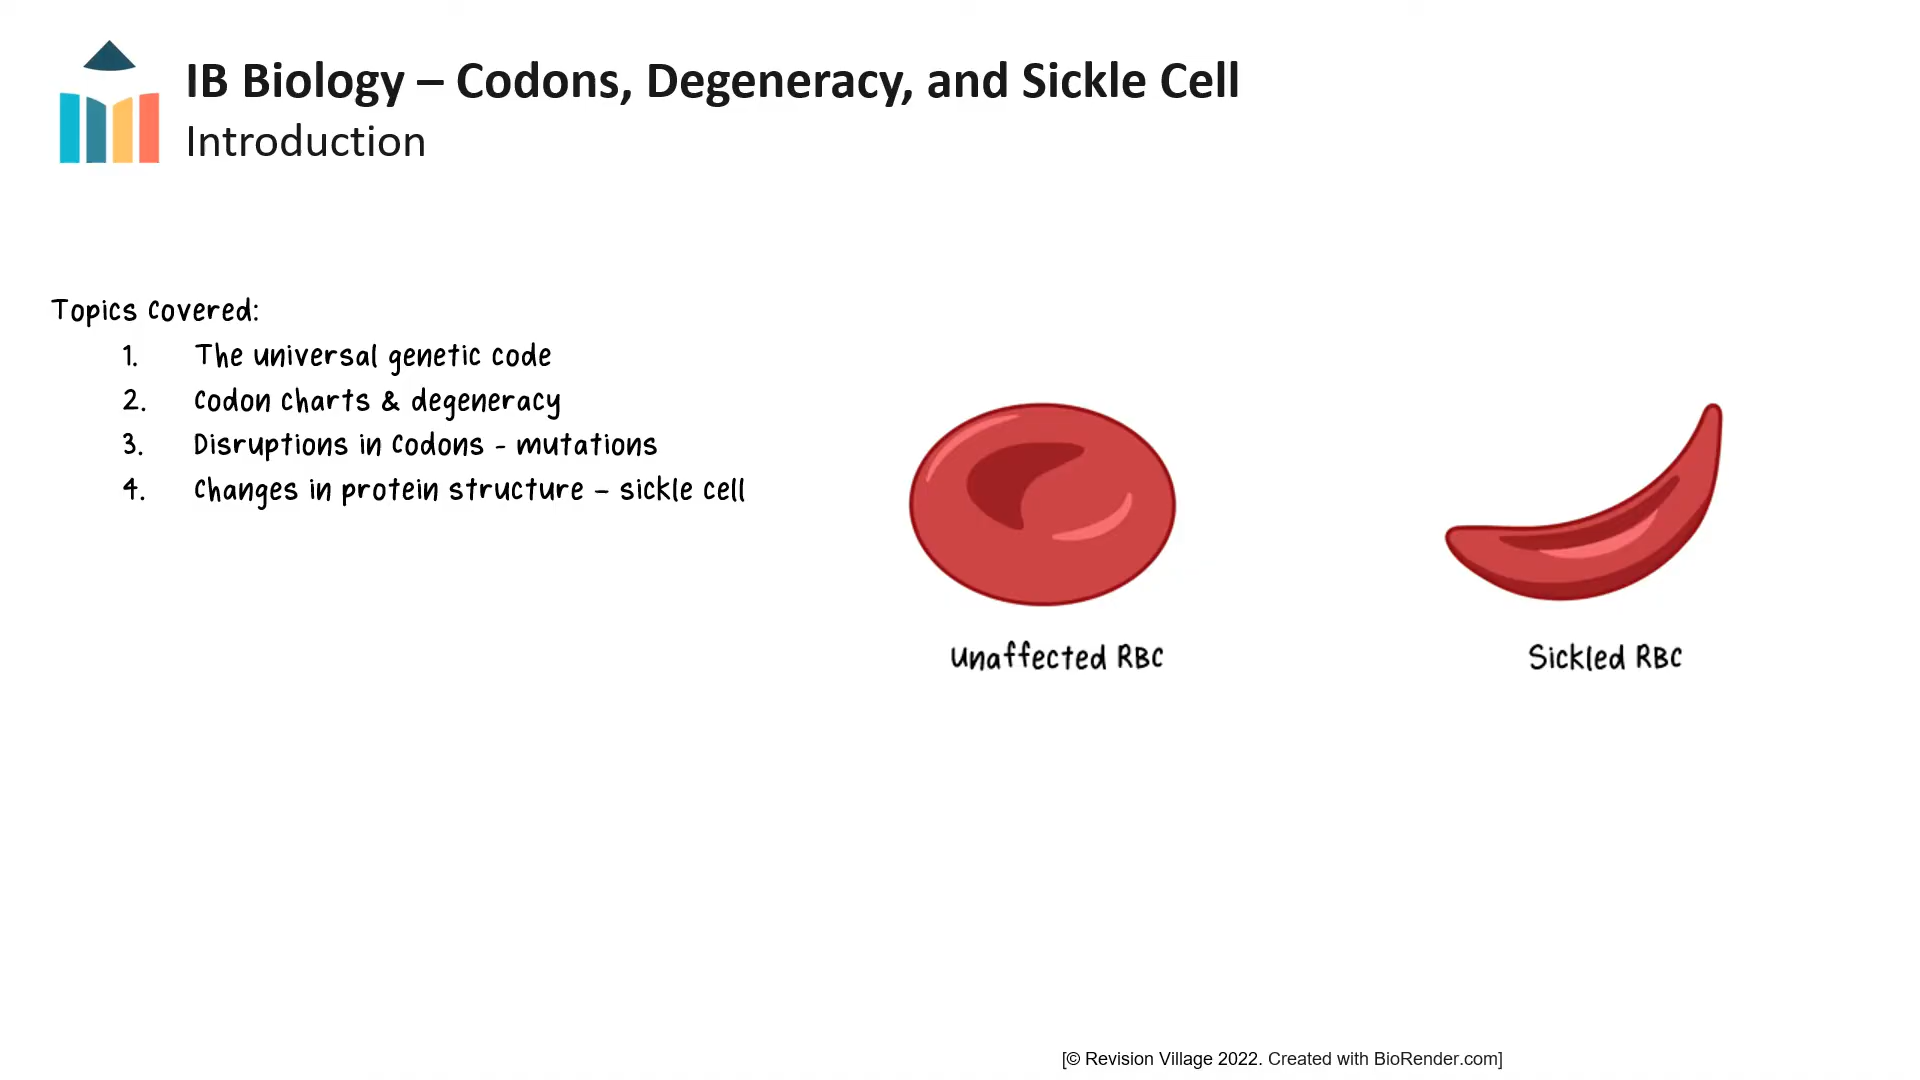 IB Biology – Codons, Degeneracy, and Sickle Cell
Introduction
Topics covered:
1. The universal genetic code
2. Codon charts & degeneracy
3. Disruptions in codons - mutations
4. Changes in protein structure – sickle cell
Unaffected RBC
Sickled RBC
[© Revision Village 2022. Created with BioRender.com]